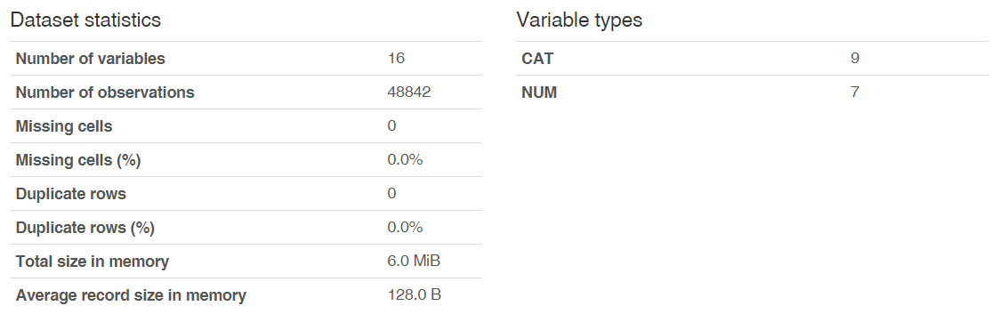 Dataset statistics
Number of variables 16
Number of observations 48842
Missing cells 0
Missing cells (%) 0.0%
Duplicate rows 0
Duplicate rows (%) 0.0%
Total size in memory 6.0 MiB
Average record size in memory 128.0 B
Variable types
CAT 9
NUM 7